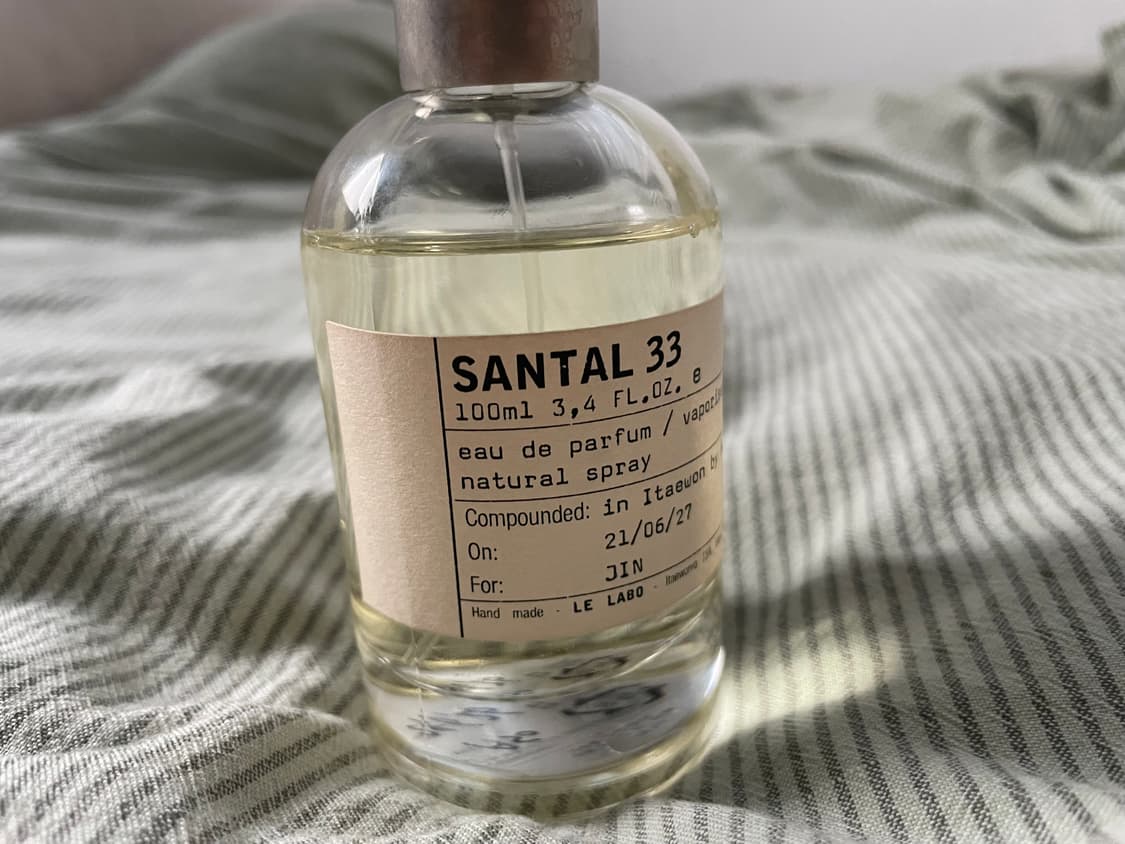 SANTAL 33
100ml 3,4 FL.OZ. e
eau de parfum /
natural spray
Compounded: in Itaewon by
On: 21/06/27
For: JIN
Hand made - LE LABO -